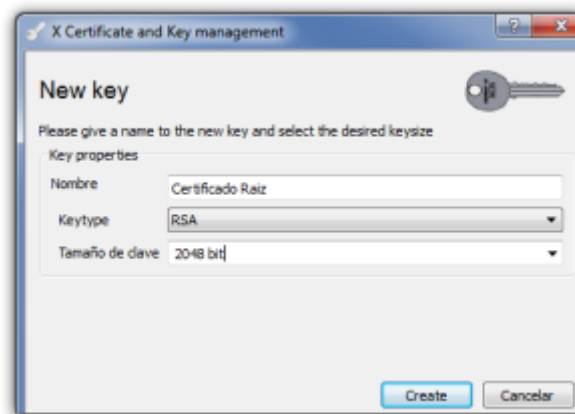 X Certificate and Key management
New key
Please give a name to the new key and select the desired keysize
Key properties
Nombre Certificado Raiz
Keytype RSA
Tamaño de clave 2048 bit
Create Cancelar